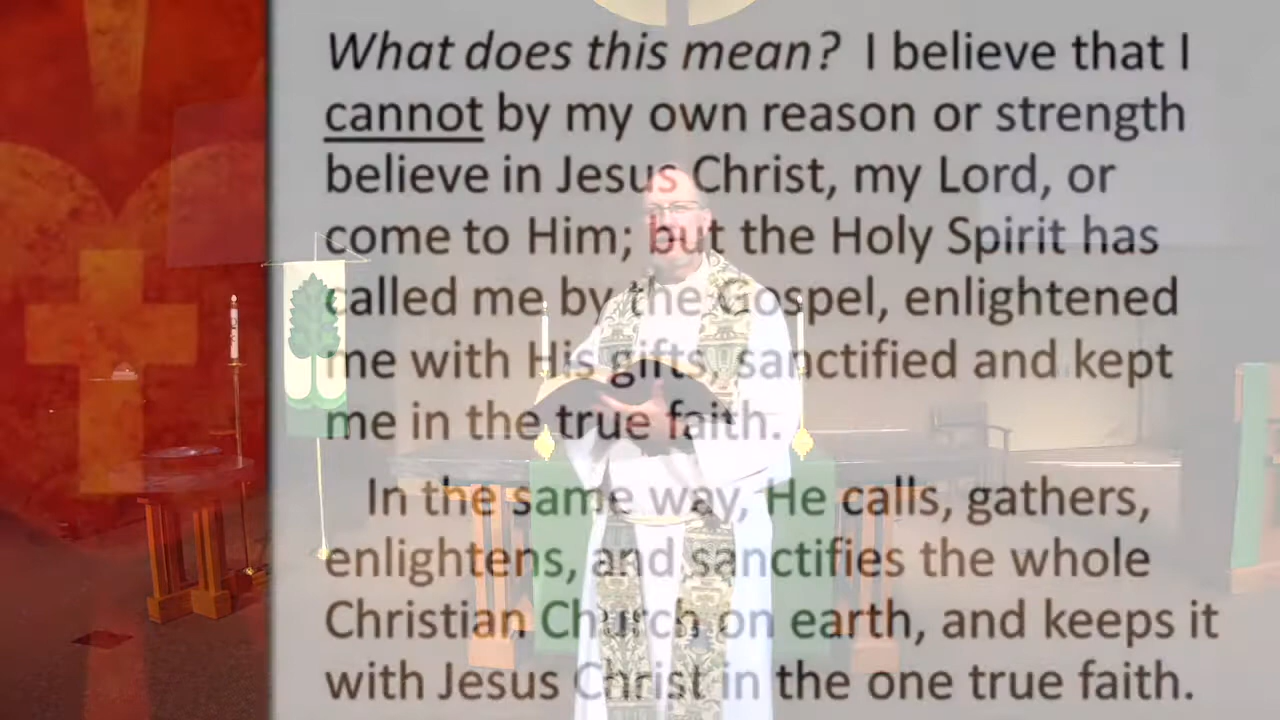 What does this mean? I believe that I
cannot by my own reason or strength
believe in Jesus Christ, my Lord, or
come to Him; but the Holy Spirit has
called me by the Gospel, enlightened
me with His gifts, sanctified and kept
me in the true faith.
In the same way, He calls, gathers,
enlightens, and sanctifies the whole
Christian Church on earth, and keeps it
with Jesus Christ in the one true faith.